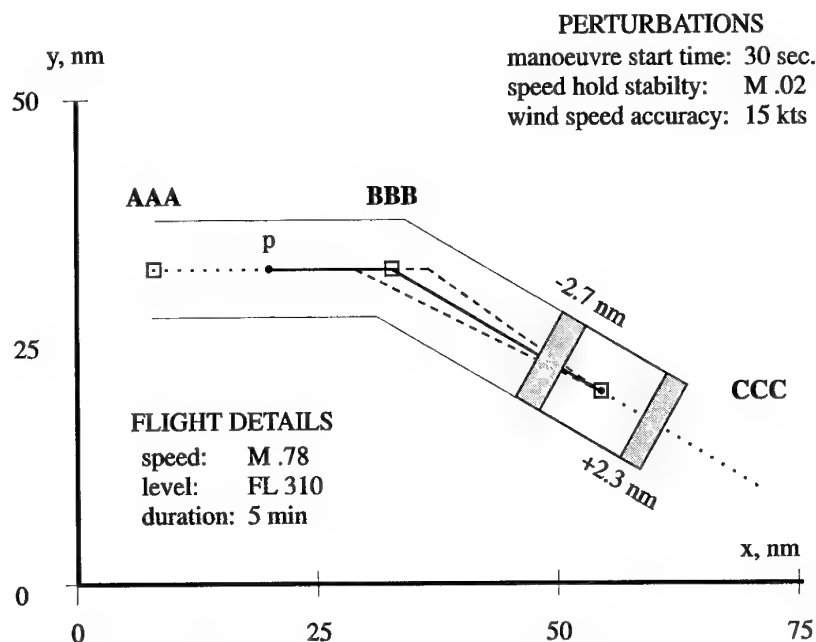 PERTURBATIONS
manoeuvre start time: 30 sec.
speed hold stabilty: M .02
wind speed accuracy: 15 kts
y, nm
50
AAA
BBB
p
-2.7 nm
25
CCC
FLIGHT DETAILS
speed: M .78
level: FL 310
duration: 5 min
+2.3 nm
x, nm
0
0
25
50
75